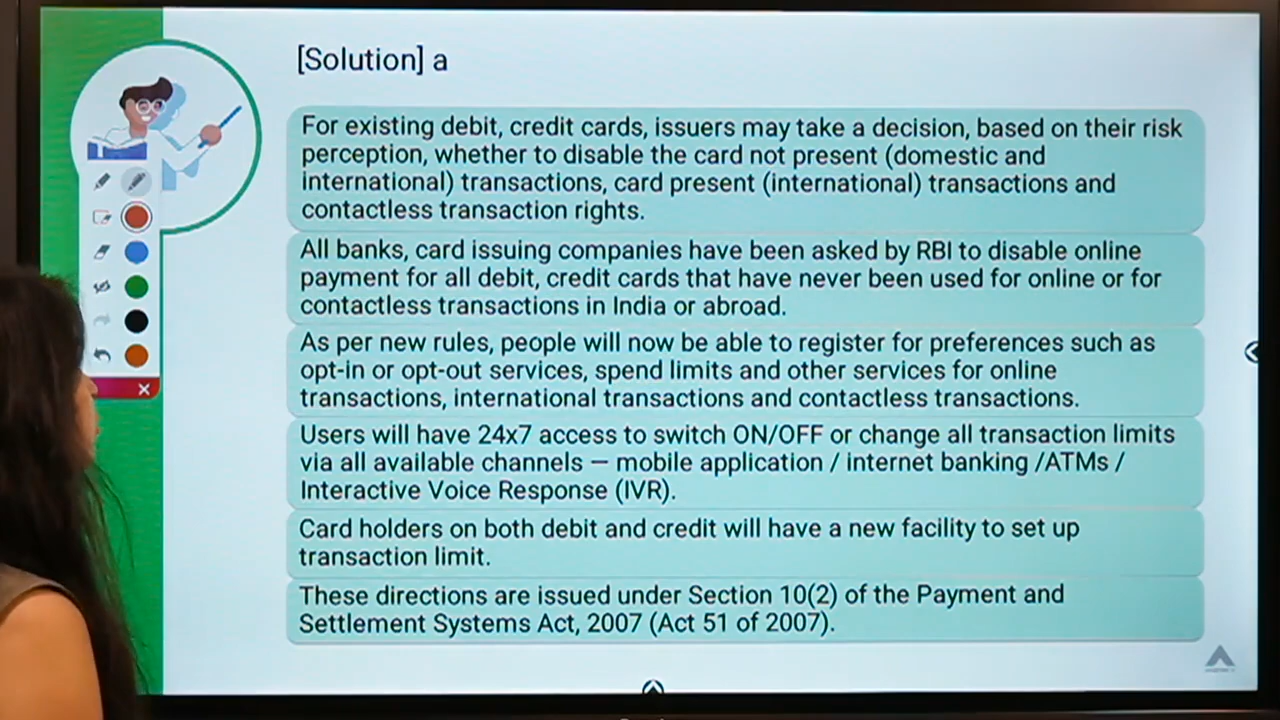 [Solution] a
For existing debit, credit cards, issuers may take a decision, based on their risk
perception, whether to disable the card not present (domestic and
international) transactions, card present (international) transactions and
contactless transaction rights.
All banks, card issuing companies have been asked by RBI to disable online
payment for all debit, credit cards that have never been used for online or for
contactless transactions in India or abroad.
As per new rules, people will now be able to register for preferences such as
opt-in or opt-out services, spend limits and other services for online
transactions, international transactions and contactless transactions.
Users will have 24x7 access to switch ON/OFF or change all transaction limits
via all available channels – mobile application / internet banking /ATMs /
Interactive Voice Response (IVR).
Card holders on both debit and credit will have a new facility to set up
transaction limit.
These directions are issued under Section 10(2) of the Payment and
Settlement Systems Act, 2007 (Act 51 of 2007).